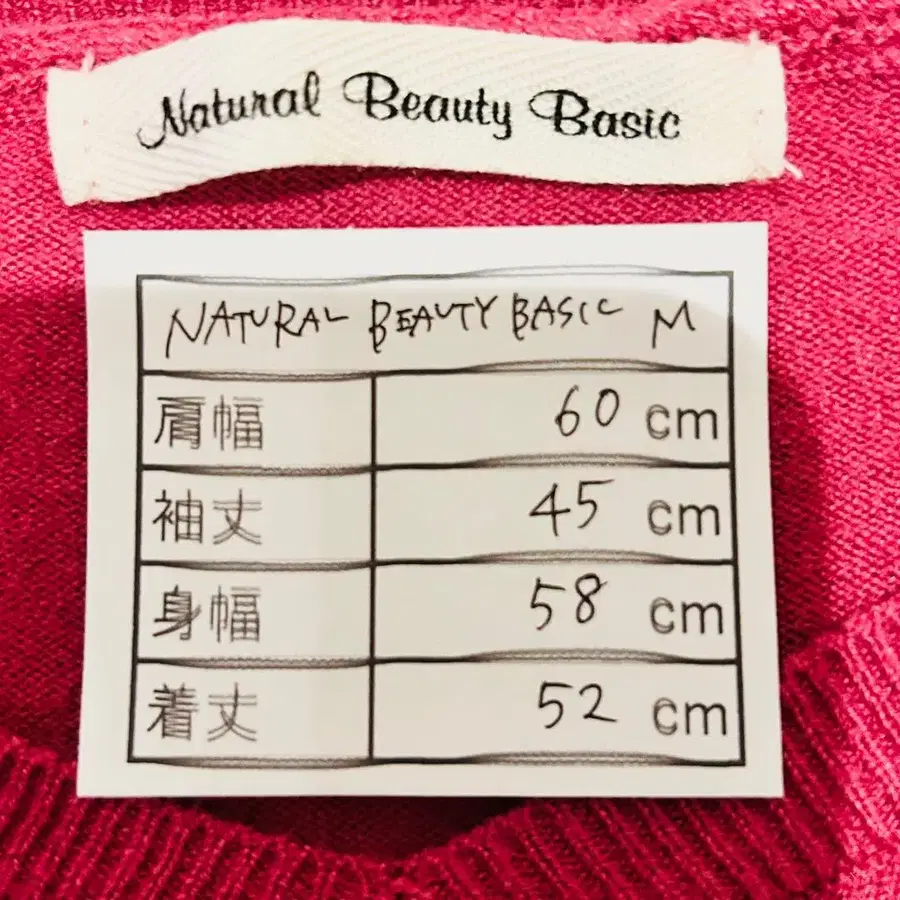 Natural Beauty Basic
NATURAL BEAUTY BASIC M
肩幅 60 cm
袖丈 45 cm
身幅 58 cm
着丈 52 cm